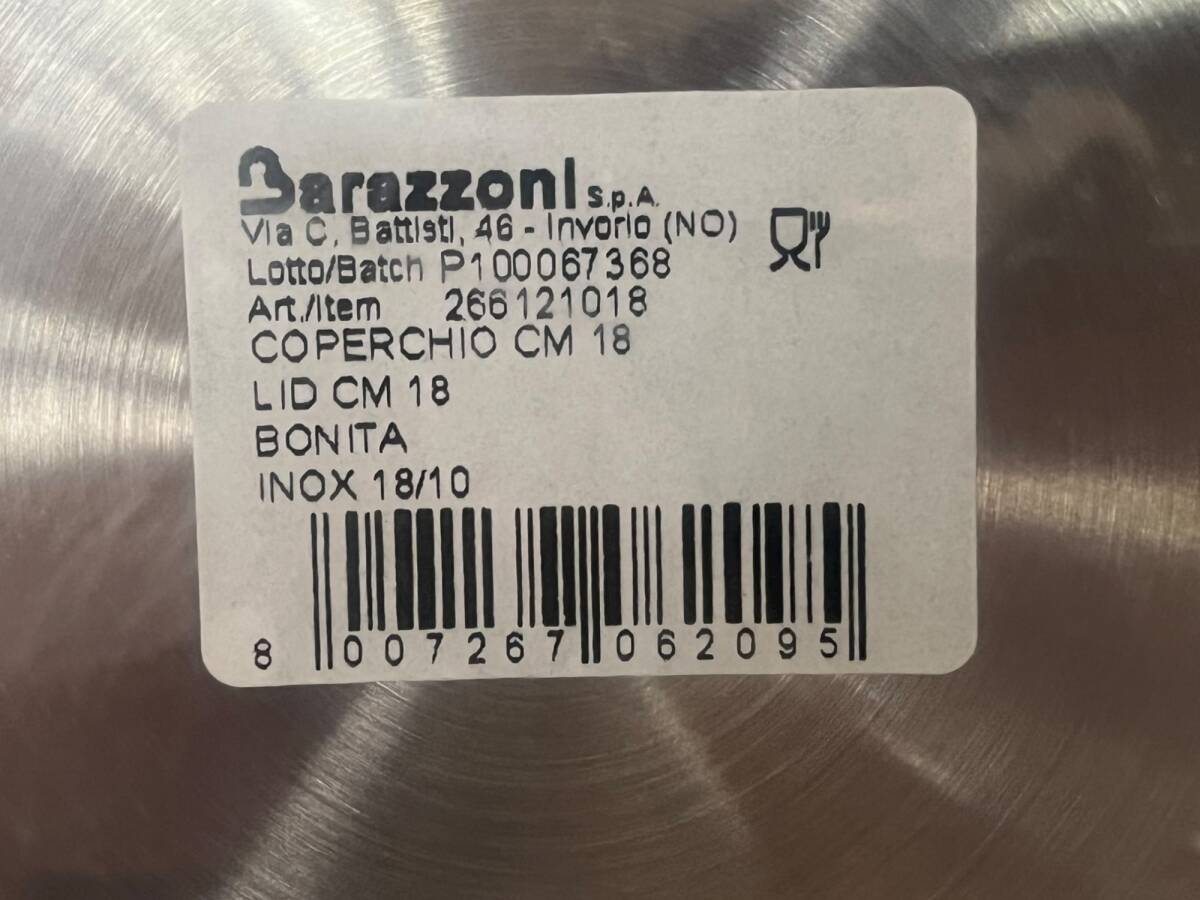 Barazzoni S.p.A.
Via C. Battisti, 46 - Invorio (NO)
Lotto/Batch P100067368
Art./Item 266121018
COPERCHIO CM 18
LID CM 18
BONITA
INOX 18/10
8 007267 062095